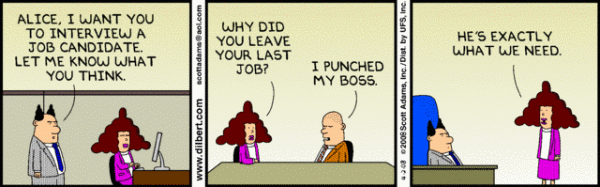 ALICE, I WANT YOU
TO INTERVIEW A
JOB CANDIDATE.
LET ME KNOW WHAT
YOU THINK.
www.dilbert.com
scottadams@aol.com
WHY DID
YOU LEAVE
YOUR LAST
JOB?
I PUNCHED
MY BOSS.
© 2008 Scott Adams, Inc./Dist. by UFS, Inc.
HE'S EXACTLY
WHAT WE NEED.